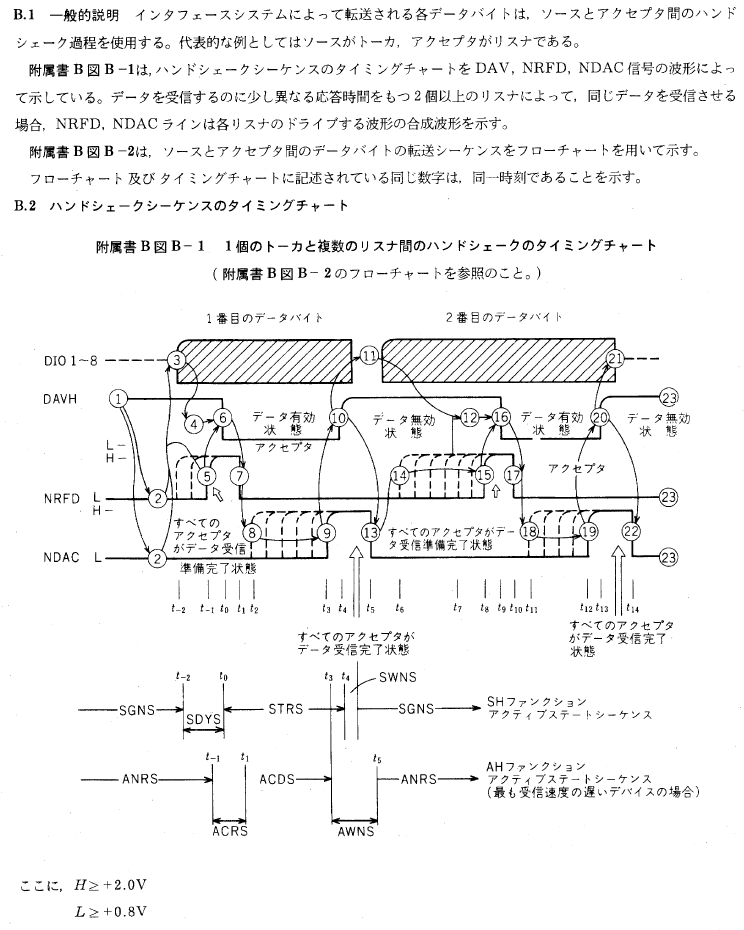 B.1 一般的説明 インタフェースシステムによって転送される各データバイトは，ソースとアクセプタ間のハンド
シェーク過程を使用する。代表的な例としてはソースがトーカ，アクセプタがリスナである。
附属書 B 図 B-1は，ハンドシェークシーケンスのタイミングチャートを DAV，NRFD，NDAC 信号の波形によっ
て示している。データを受信するのに少し異なる応答時間をもつ2個以上のリスナによって，同じデータを受信させる
場合，NRFD，NDACラインは各リスナのドライブする波形の合成波形を示す。
附属書 B 図 B-2は，ソースとアクセプタ間のデータバイトの転送シーケンスをフローチャートを用いて示す。
フローチャート及びタイミングチャートに記述されている同じ数字は，同一時刻であることを示す。
B.2 ハンドシェークシーケンスのタイミングチャート
附属書 B 図 B-1 1個のトーカと複数のリスナ間のハンドシェークのタイミングチャート
(附属書 B 図 B-2のフローチャートを参照のこと。)
1番目のデータバイト 2番目のデータバイト
DIO 1~8 ③ ⑪ ㉑
DAVH ① ④ ⑥ データ有効 ⑩ データ無効 ⑫ ⑯ データ有効 ⑳ データ無効 ㉓
状態 状態 状態 状態
アクセプタ
L-
H-
⑤ ⑦ ⑭ ⑮ ⑰ アクセプタ
NRFD L ② ㉓
H-
すべての
アクセプタ
がデータ受信
準備完了状態
⑧ ⑨ ⑬ すべてのアクセプタがデー
タ受信準備完了状態
⑱ ⑲ ㉒
NDAC L ② ㉓
t-2 t-1 t0 t1 t2 t3 t4 t5 t6 t7 t8 t9 t10 t11 t12 t13 t14
すべてのアクセプタが
データ受信完了状態
すべてのアクセプタ
がデータ受信完了
状態
t-2 t0 t3 t4 SWNS
SGNS SDYS STRS SGNS SHファンクション
アクティブステートシーケンス
t-1 t1 t5
ANRS ACDS ANRS AHファンクション
アクティブステートシーケンス
(最も受信速度の遅いデバイスの場合)
ACRS AWNS
ここに，H≥+2.0V
L≥+0.8V